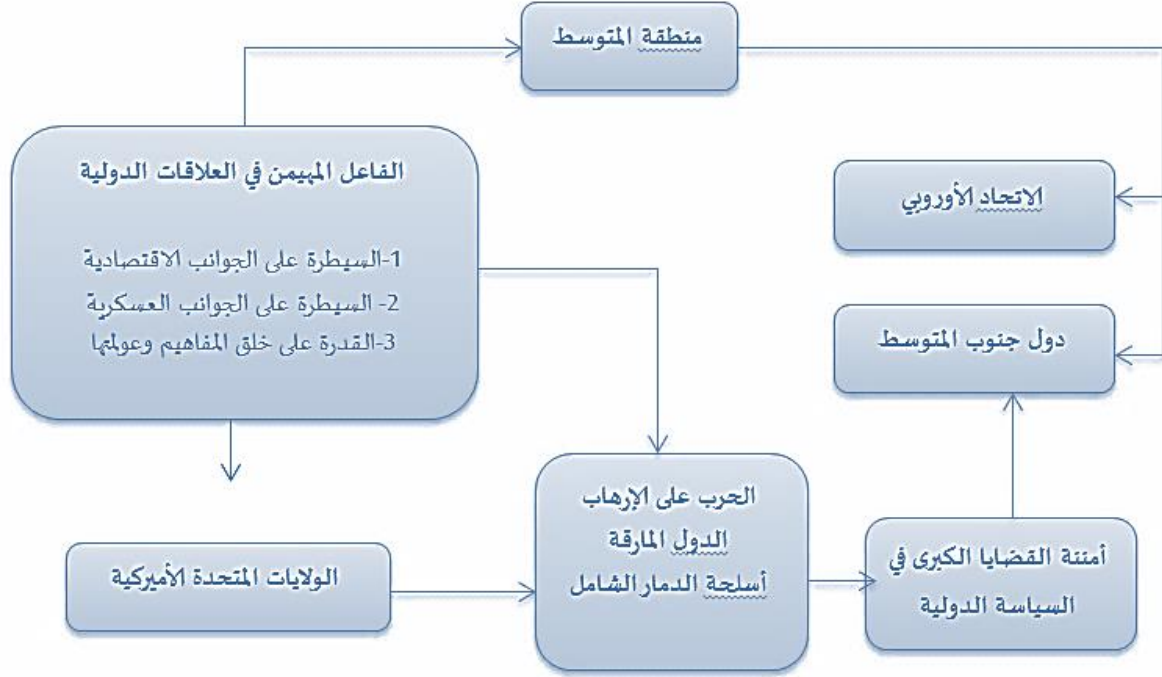 منطقة المتوسط
الفاعل المهيمن في العلاقات الدولية
1-السيطرة على الجوانب الاقتصادية
2- السيطرة على الجوانب العسكرية
3-القدرة على خلق المفاهيم وعولمتها
الاتحاد الأوروبي
دول جنوب المتوسط
الحرب على الإرهاب
الدول المارقة
أسلحة الدمار الشامل
أمننة القضايا الكبرى في
السياسة الدولية
الولايات المتحدة الأميركية